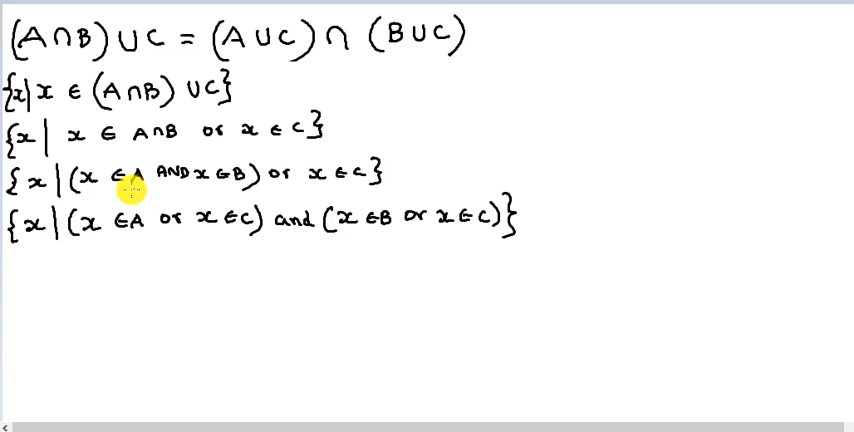 (A∩B) ∪ C = (A ∪ C) ∩ (B ∪ C)
{x| x ∈ (A∩B) ∪C}
{x| x ∈ A∩B or x ∈ C}
{x|(x ∈ A AND x ∈ B) or x ∈ C}
{x|(x ∈A or x ∈ C) and (x ∈B or x ∈ C)}